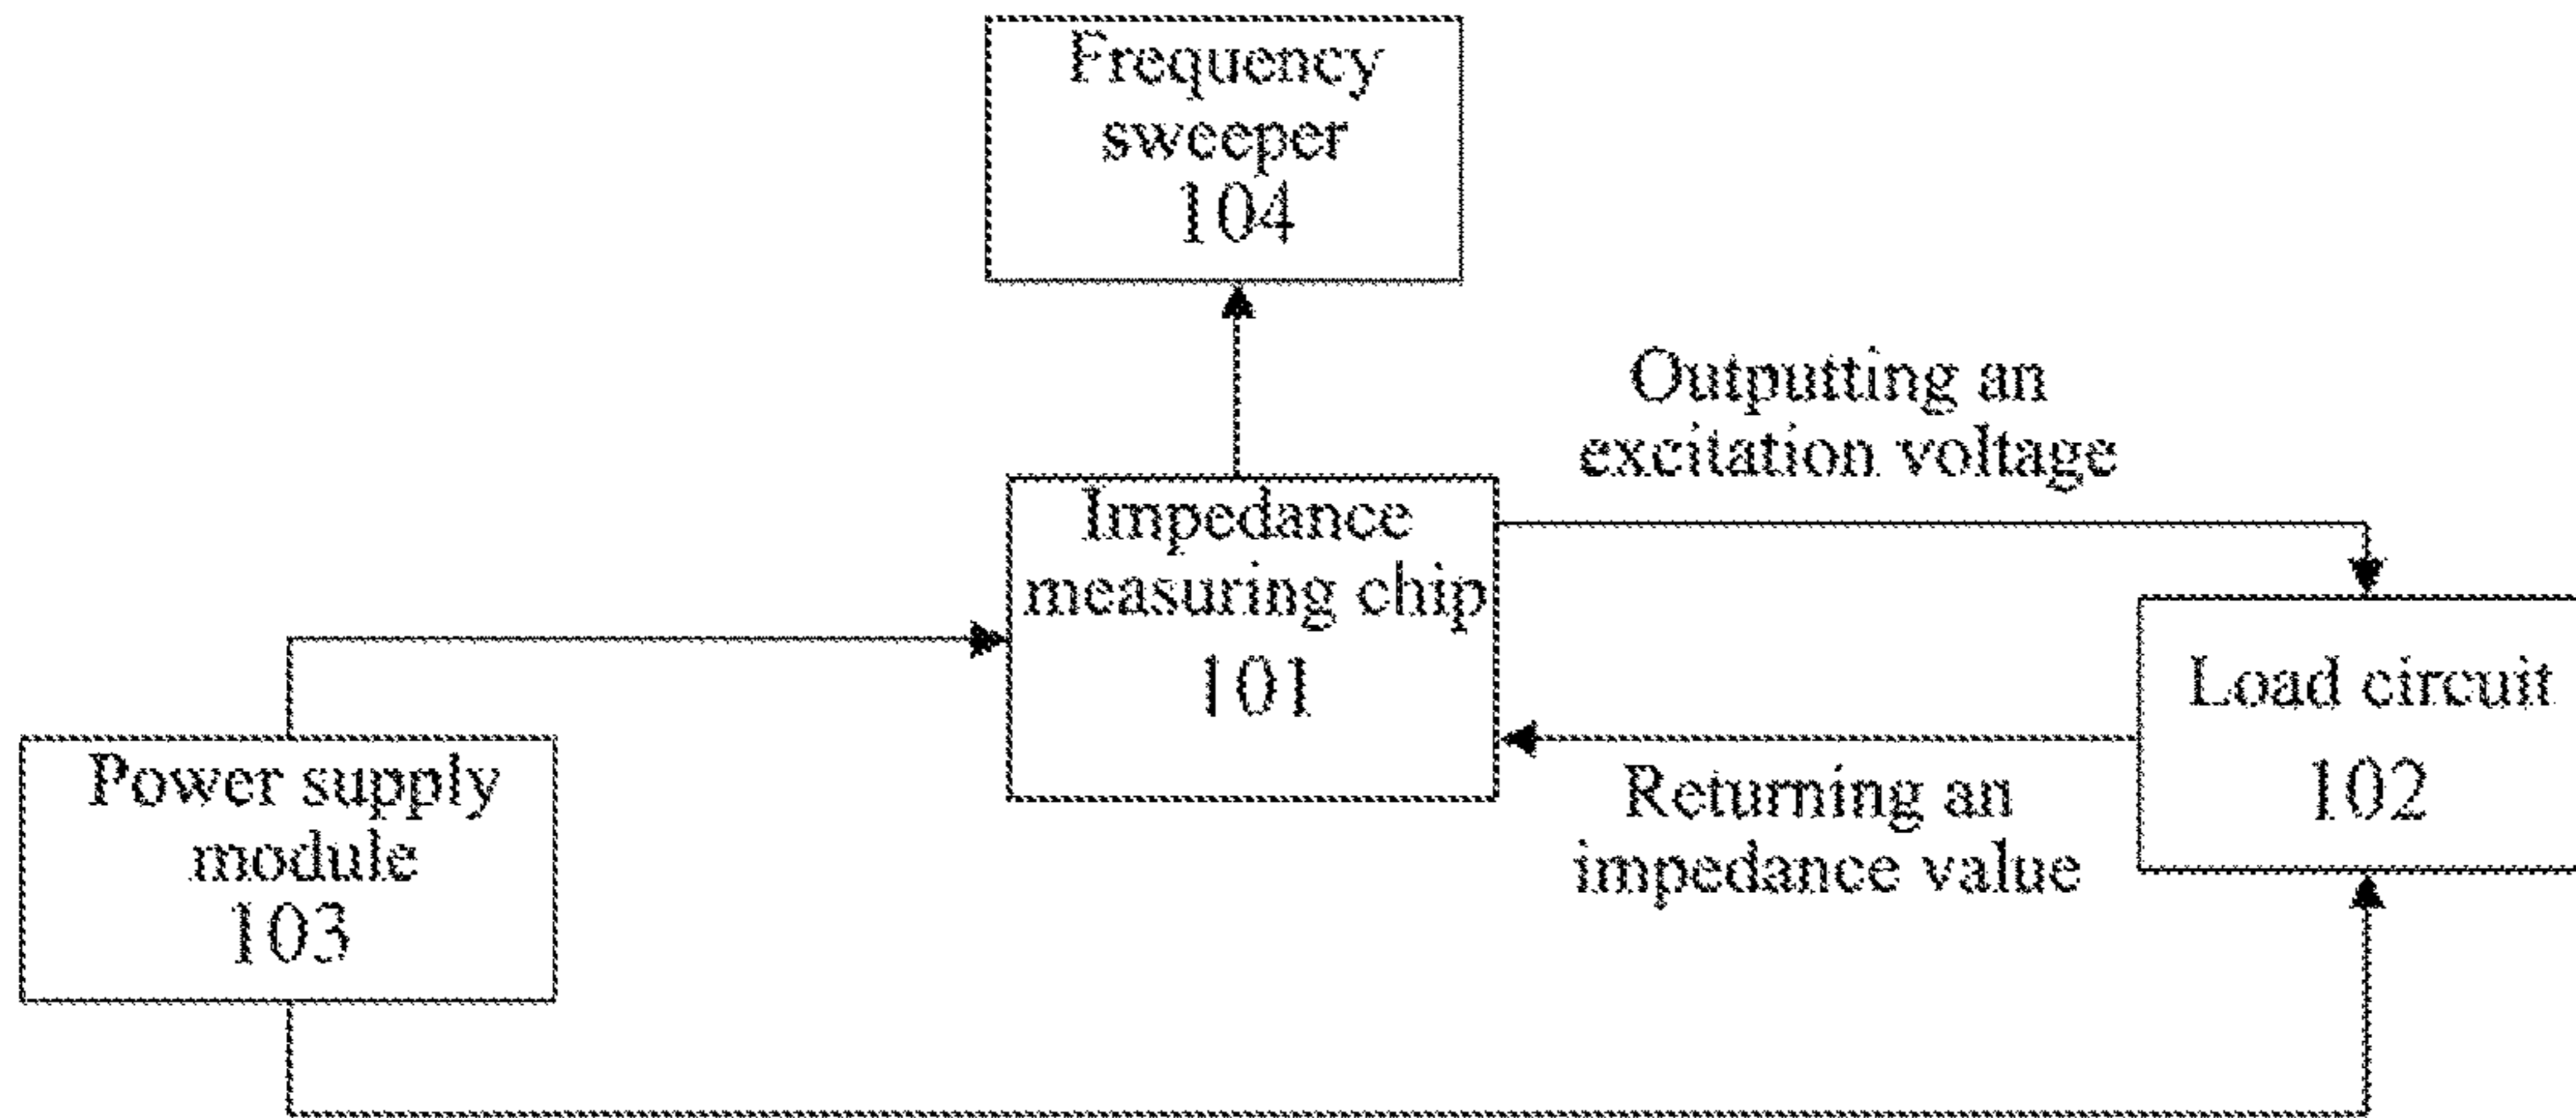 Frequency
sweeper
104
Outputting an
excitation voltage
Impedance
measuring chip
101
Load circuit
102
Returning an
impedance value
Power supply
module
103